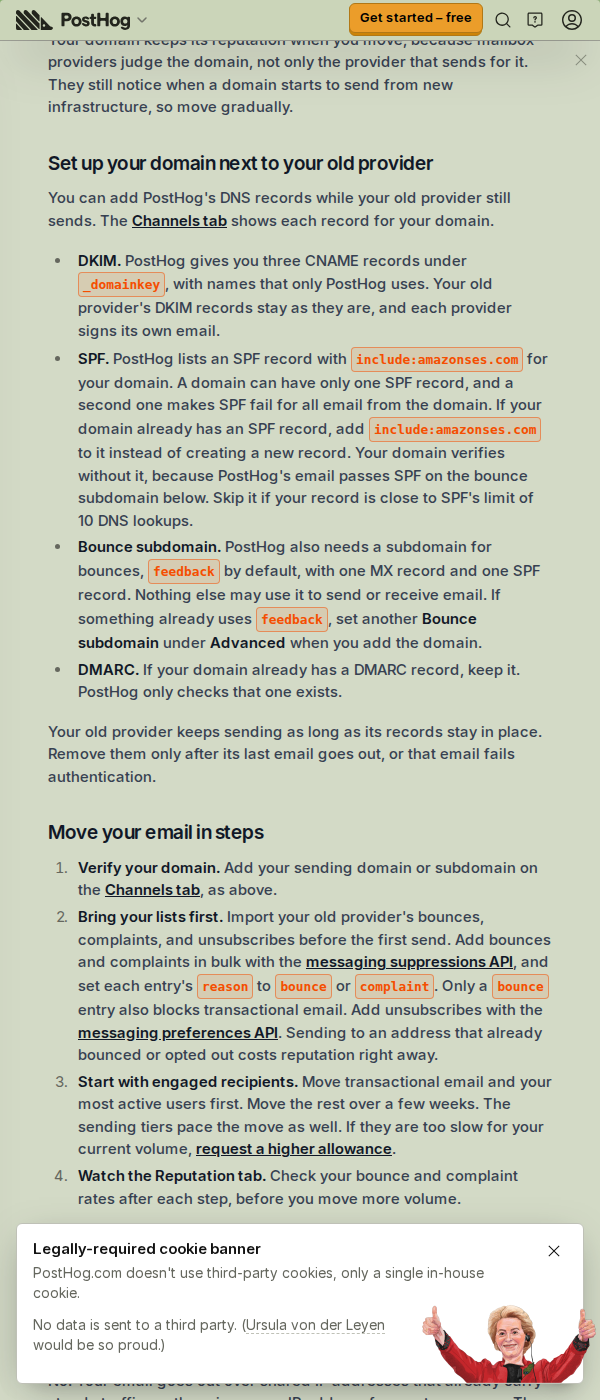 PostHog
Get started – free
Your domain keeps its reputation when you move, because mailbox
providers judge the domain, not only the provider that sends for it.
They still notice when a domain starts to send from new
infrastructure, so move gradually.
Set up your domain next to your old provider
You can add PostHog's DNS records while your old provider still
sends. The Channels tab shows each record for your domain.
DKIM. PostHog gives you three CNAME records under
_domainkey, with names that only PostHog uses. Your old
provider's DKIM records stay as they are, and each provider
signs its own email.
SPF. PostHog lists an SPF record with include:amazonses.com for
your domain. A domain can have only one SPF record, and a
second one makes SPF fail for all email from the domain. If your
domain already has an SPF record, add include:amazonses.com
to it instead of creating a new record. Your domain verifies
without it, because PostHog's email passes SPF on the bounce
subdomain below. Skip it if your record is close to SPF's limit of
10 DNS lookups.
Bounce subdomain. PostHog also needs a subdomain for
bounces, feedback by default, with one MX record and one SPF
record. Nothing else may use it to send or receive email. If
something already uses feedback, set another Bounce
subdomain under Advanced when you add the domain.
DMARC. If your domain already has a DMARC record, keep it.
PostHog only checks that one exists.
Your old provider keeps sending as long as its records stay in place.
Remove them only after its last email goes out, or that email fails
authentication.
Move your email in steps
1. Verify your domain. Add your sending domain or subdomain on
the Channels tab, as above.
2. Bring your lists first. Import your old provider's bounces,
complaints, and unsubscribes before the first send. Add bounces
and complaints in bulk with the messaging suppressions API, and
set each entry's reason to bounce or complaint. Only a bounce
entry also blocks transactional email. Add unsubscribes with the
messaging preferences API. Sending to an address that already
bounced or opted out costs reputation right away.
3. Start with engaged recipients. Move transactional email and your
most active users first. Move the rest over a few weeks. The
sending tiers pace the move as well. If they are too slow for your
current volume, request a higher allowance.
4. Watch the Reputation tab. Check your bounce and complaint
rates after each step, before you move more volume.
Legally-required cookie banner
PostHog.com doesn't use third-party cookies, only a single in-house
cookie.
No data is sent to a third party. (Ursula von der Leyen
would be so proud.)